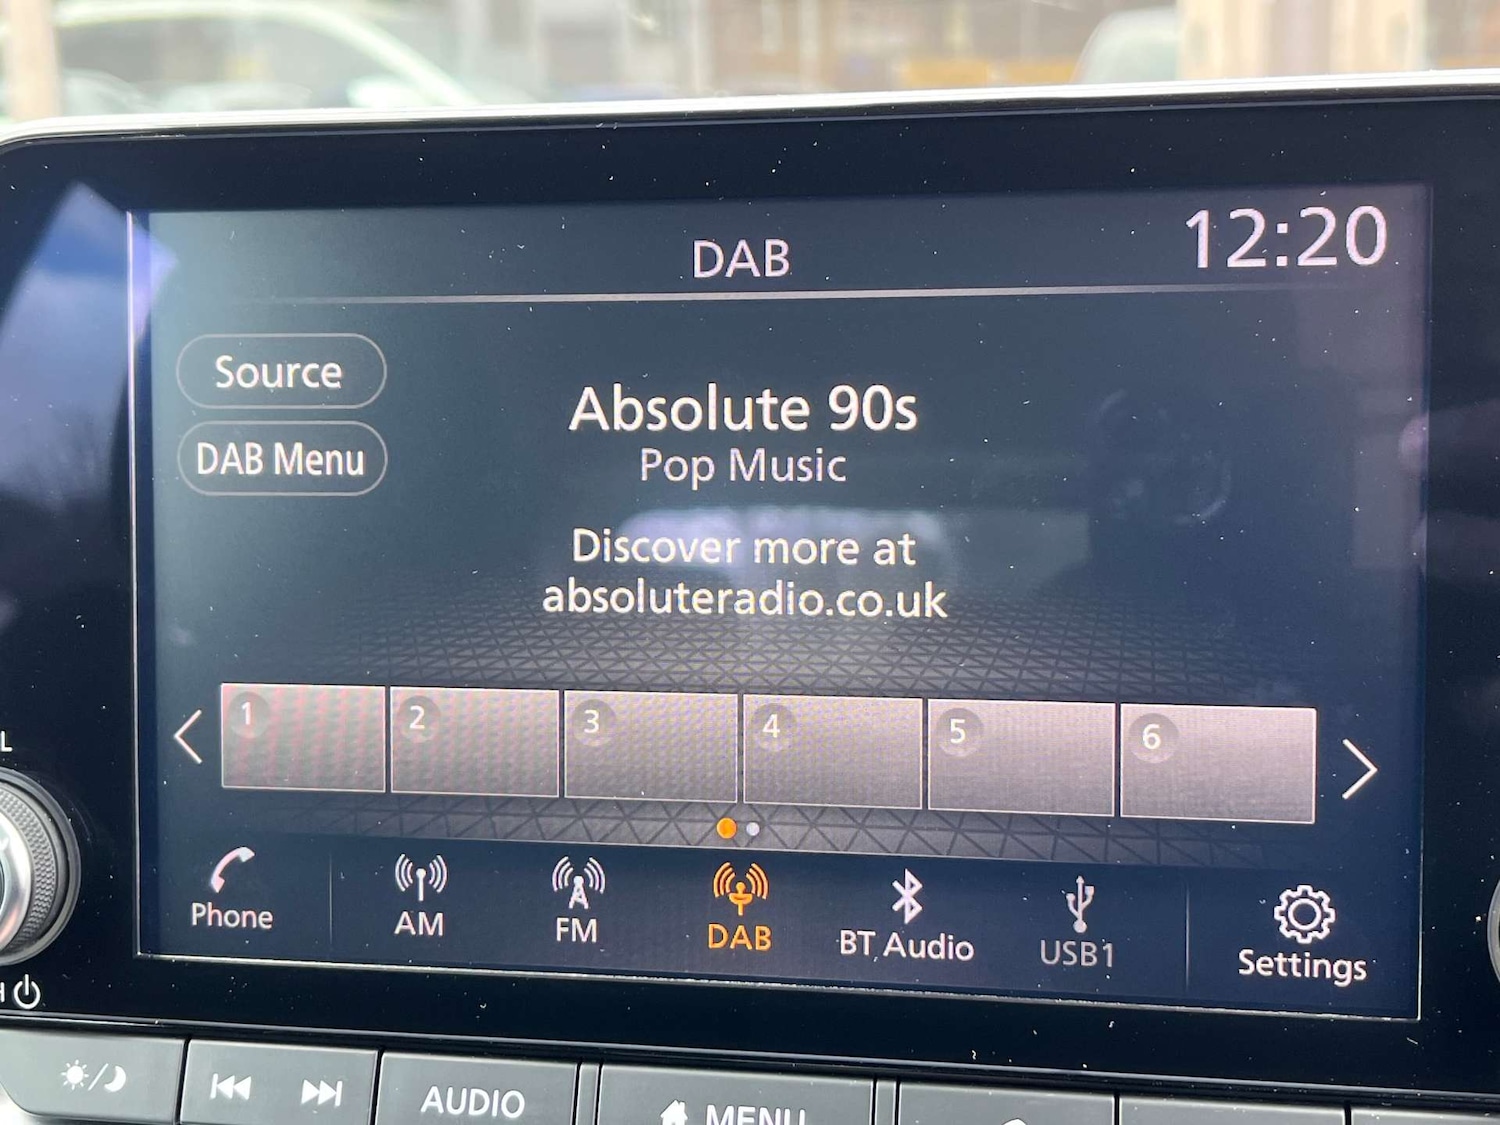 DAB
12:20
Source
DAB Menu
Absolute 90s
Pop Music
Discover more at
absoluteradio.co.uk
1 2 3 4 5 6
Phone
AM
FM
DAB
BT Audio
USB1
Settings
AUDIO
MENU